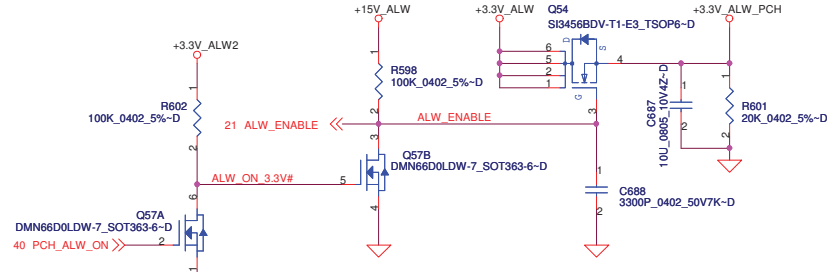 +15V_ALW
+3.3V_ALW
Q54
SI3456BDV-T1-E3_TSOP6~D
+3.3V_ALW_PCH
+3.3V_ALW2
D
S
G
6
5
2
1
4
3
1
R598
100K_0402_5%~D
2
1
R602
100K_0402_5%~D
2
C687
10U_0805_10V4Z~D
1
2
1
R601
20K_0402_5%~D
2
21 ALW_ENABLE
ALW_ENABLE
3
Q57B
DMN66D0LDW-7_SOT363-6~D
ALW_ON_3.3V#
5
4
1
C688
3300P_0402_50V7K~D
2
6
Q57A
DMN66D0LDW-7_SOT363-6~D
40 PCH_ALW_ON
2
1